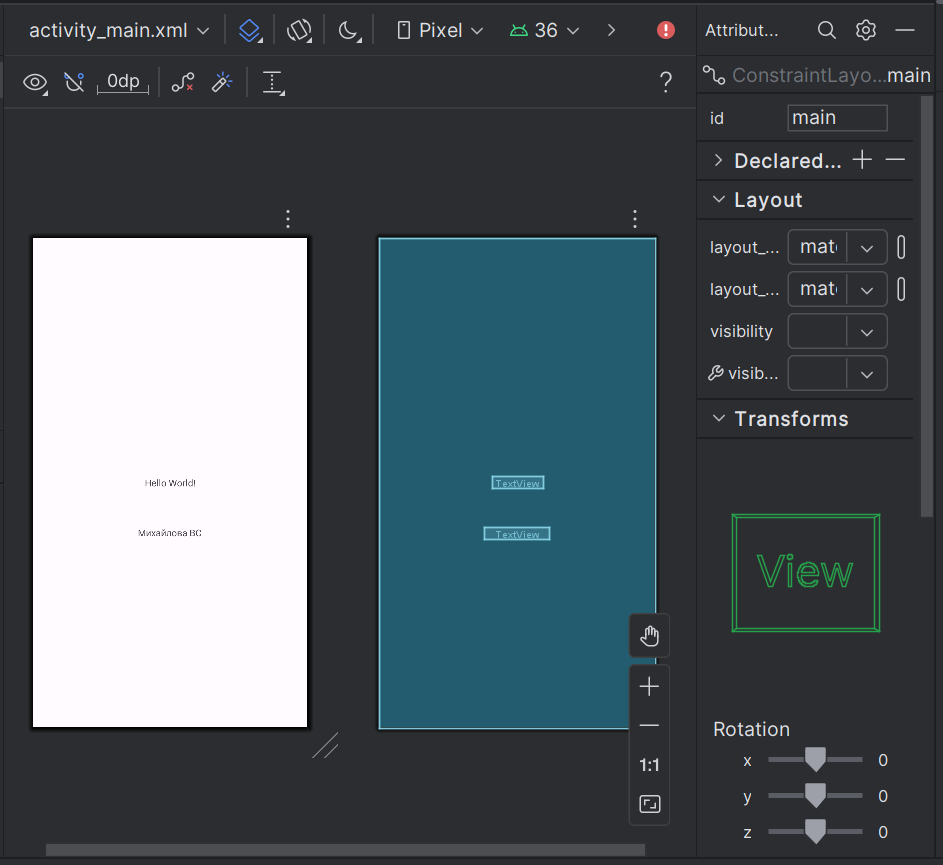 activity_main.xml Pixel 36 Attribut...
0dp ? ConstraintLayo...main
id main
Declared...
Layout
layout_... mat
layout_... mat
visibility
visib...
Transforms
Hello World!
TextView
Михайлова ВС
TextView
View
1:1
Rotation
x 0
y 0
z 0